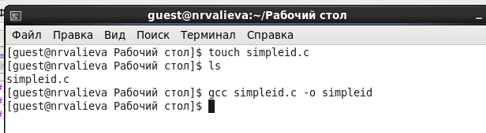 guest@nrvalieva:~/Рабочий стол
Файл Правка Вид Поиск Терминал Справка
[guest@nrvalieva Рабочий стол]$ touch simpleid.c
[guest@nrvalieva Рабочий стол]$ ls
simpleid.c
[guest@nrvalieva Рабочий стол]$ gcc simpleid.c -o simpleid
[guest@nrvalieva Рабочий стол]$